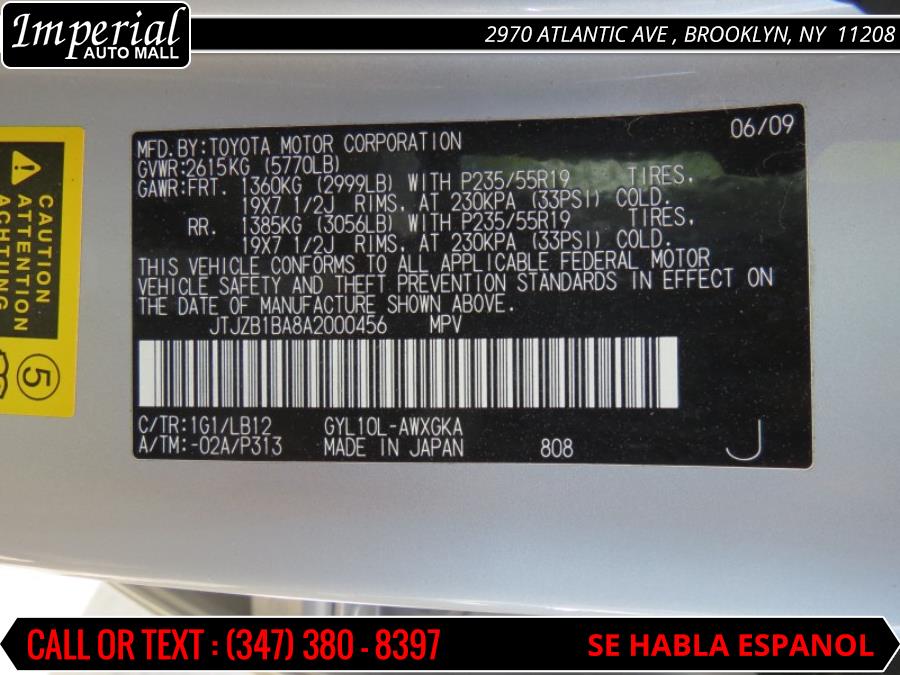 Imperial
AUTO MALL
2970 ATLANTIC AVE , BROOKLYN, NY 11208
06/09
MFD.BY:TOYOTA MOTOR CORPORATION
GVWR:2615KG (5770LB)
GAWR:FRT. 1360KG (2999LB) WITH P235/55R19 TIRES,
19X7 1/2J RIMS, AT 230KPA (33PSI) COLD.
RR. 1385KG (3056LB) WITH P235/55R19 TIRES,
19X7 1/2J RIMS, AT 230KPA (33PSI) COLD.
THIS VEHICLE CONFORMS TO ALL APPLICABLE FEDERAL MOTOR
VEHICLE SAFETY AND THEFT PREVENTION STANDARDS IN EFFECT ON
THE DATE OF MANUFACTURE SHOWN ABOVE.
JTJZB1BA8A2000456 MPV
C/TR:1G1/LB12 GYL10L-AWXGKA
A/TM:-02A/P313 MADE IN JAPAN 808 J
CAUTION
ATTENTION
ACHTUNG
5
CALL OR TEXT : (347) 380 - 8397
SE HABLA ESPANOL